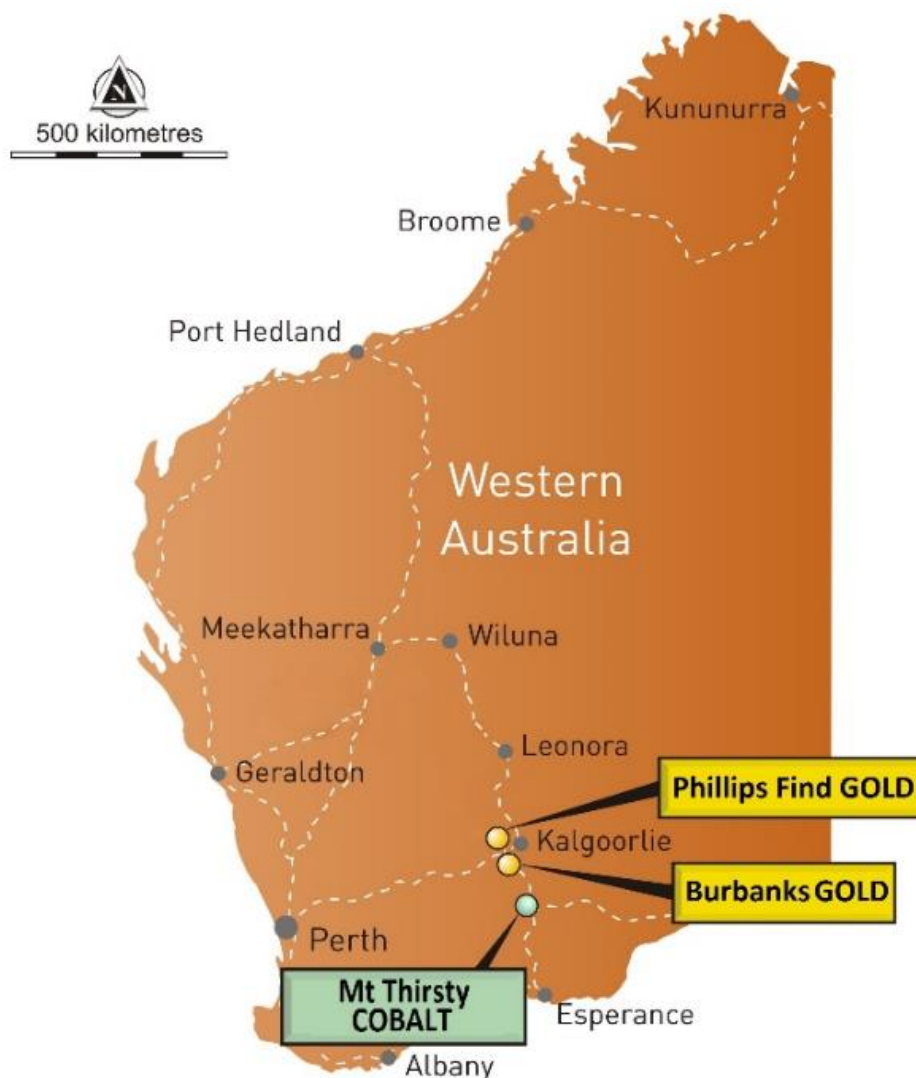 N
500 kilometres
Kununurra
Broome
Port Hedland
Western
Australia
Meekatharra
Wiluna
Leonora
Geraldton
Phillips Find GOLD
Kalgoorlie
Burbanks GOLD
Perth
Mt Thirsty
COBALT
Esperance
Albany